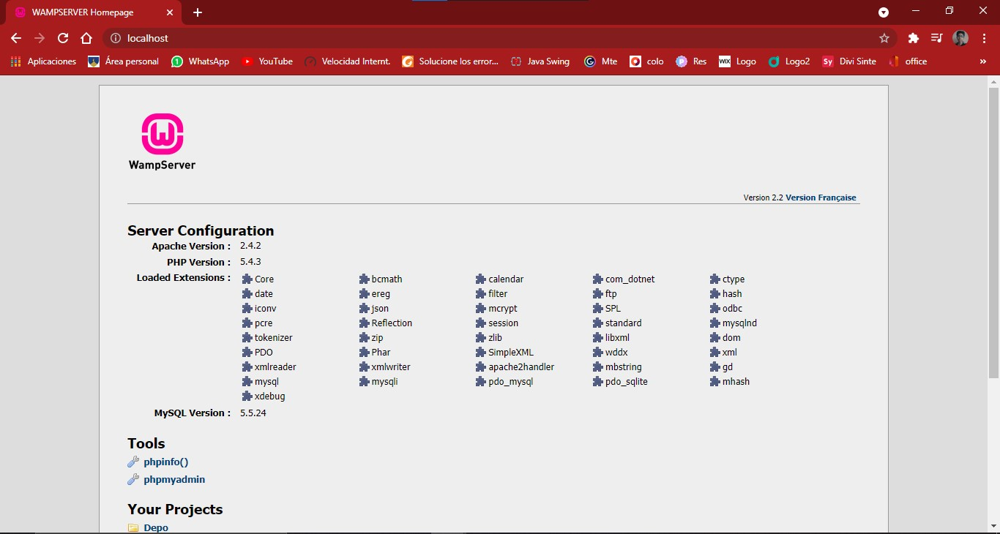 WAMPSERVER Homepage
localhost
Aplicaciones Área personal WhatsApp YouTube Velocidad Internt. Solucione los error... Java Swing Mte colo Res WIX Logo Logo2 Sy Divi Sinte office »
WampServer
Version 2.2 Version Française
Server Configuration
Apache Version : 2.4.2
PHP Version : 5.4.3
Loaded Extensions : Core bcmath calendar com_dotnet ctype
date ereg filter ftp hash
iconv json mcrypt SPL odbc
pcre Reflection session standard mysqlnd
tokenizer zip zlib libxml dom
PDO Phar SimpleXML wddx xml
xmlreader xmlwriter apache2handler mbstring gd
mysql mysqli pdo_mysql pdo_sqlite mhash
xdebug
MySQL Version : 5.5.24
Tools
phpinfo()
phpmyadmin
Your Projects
Depo